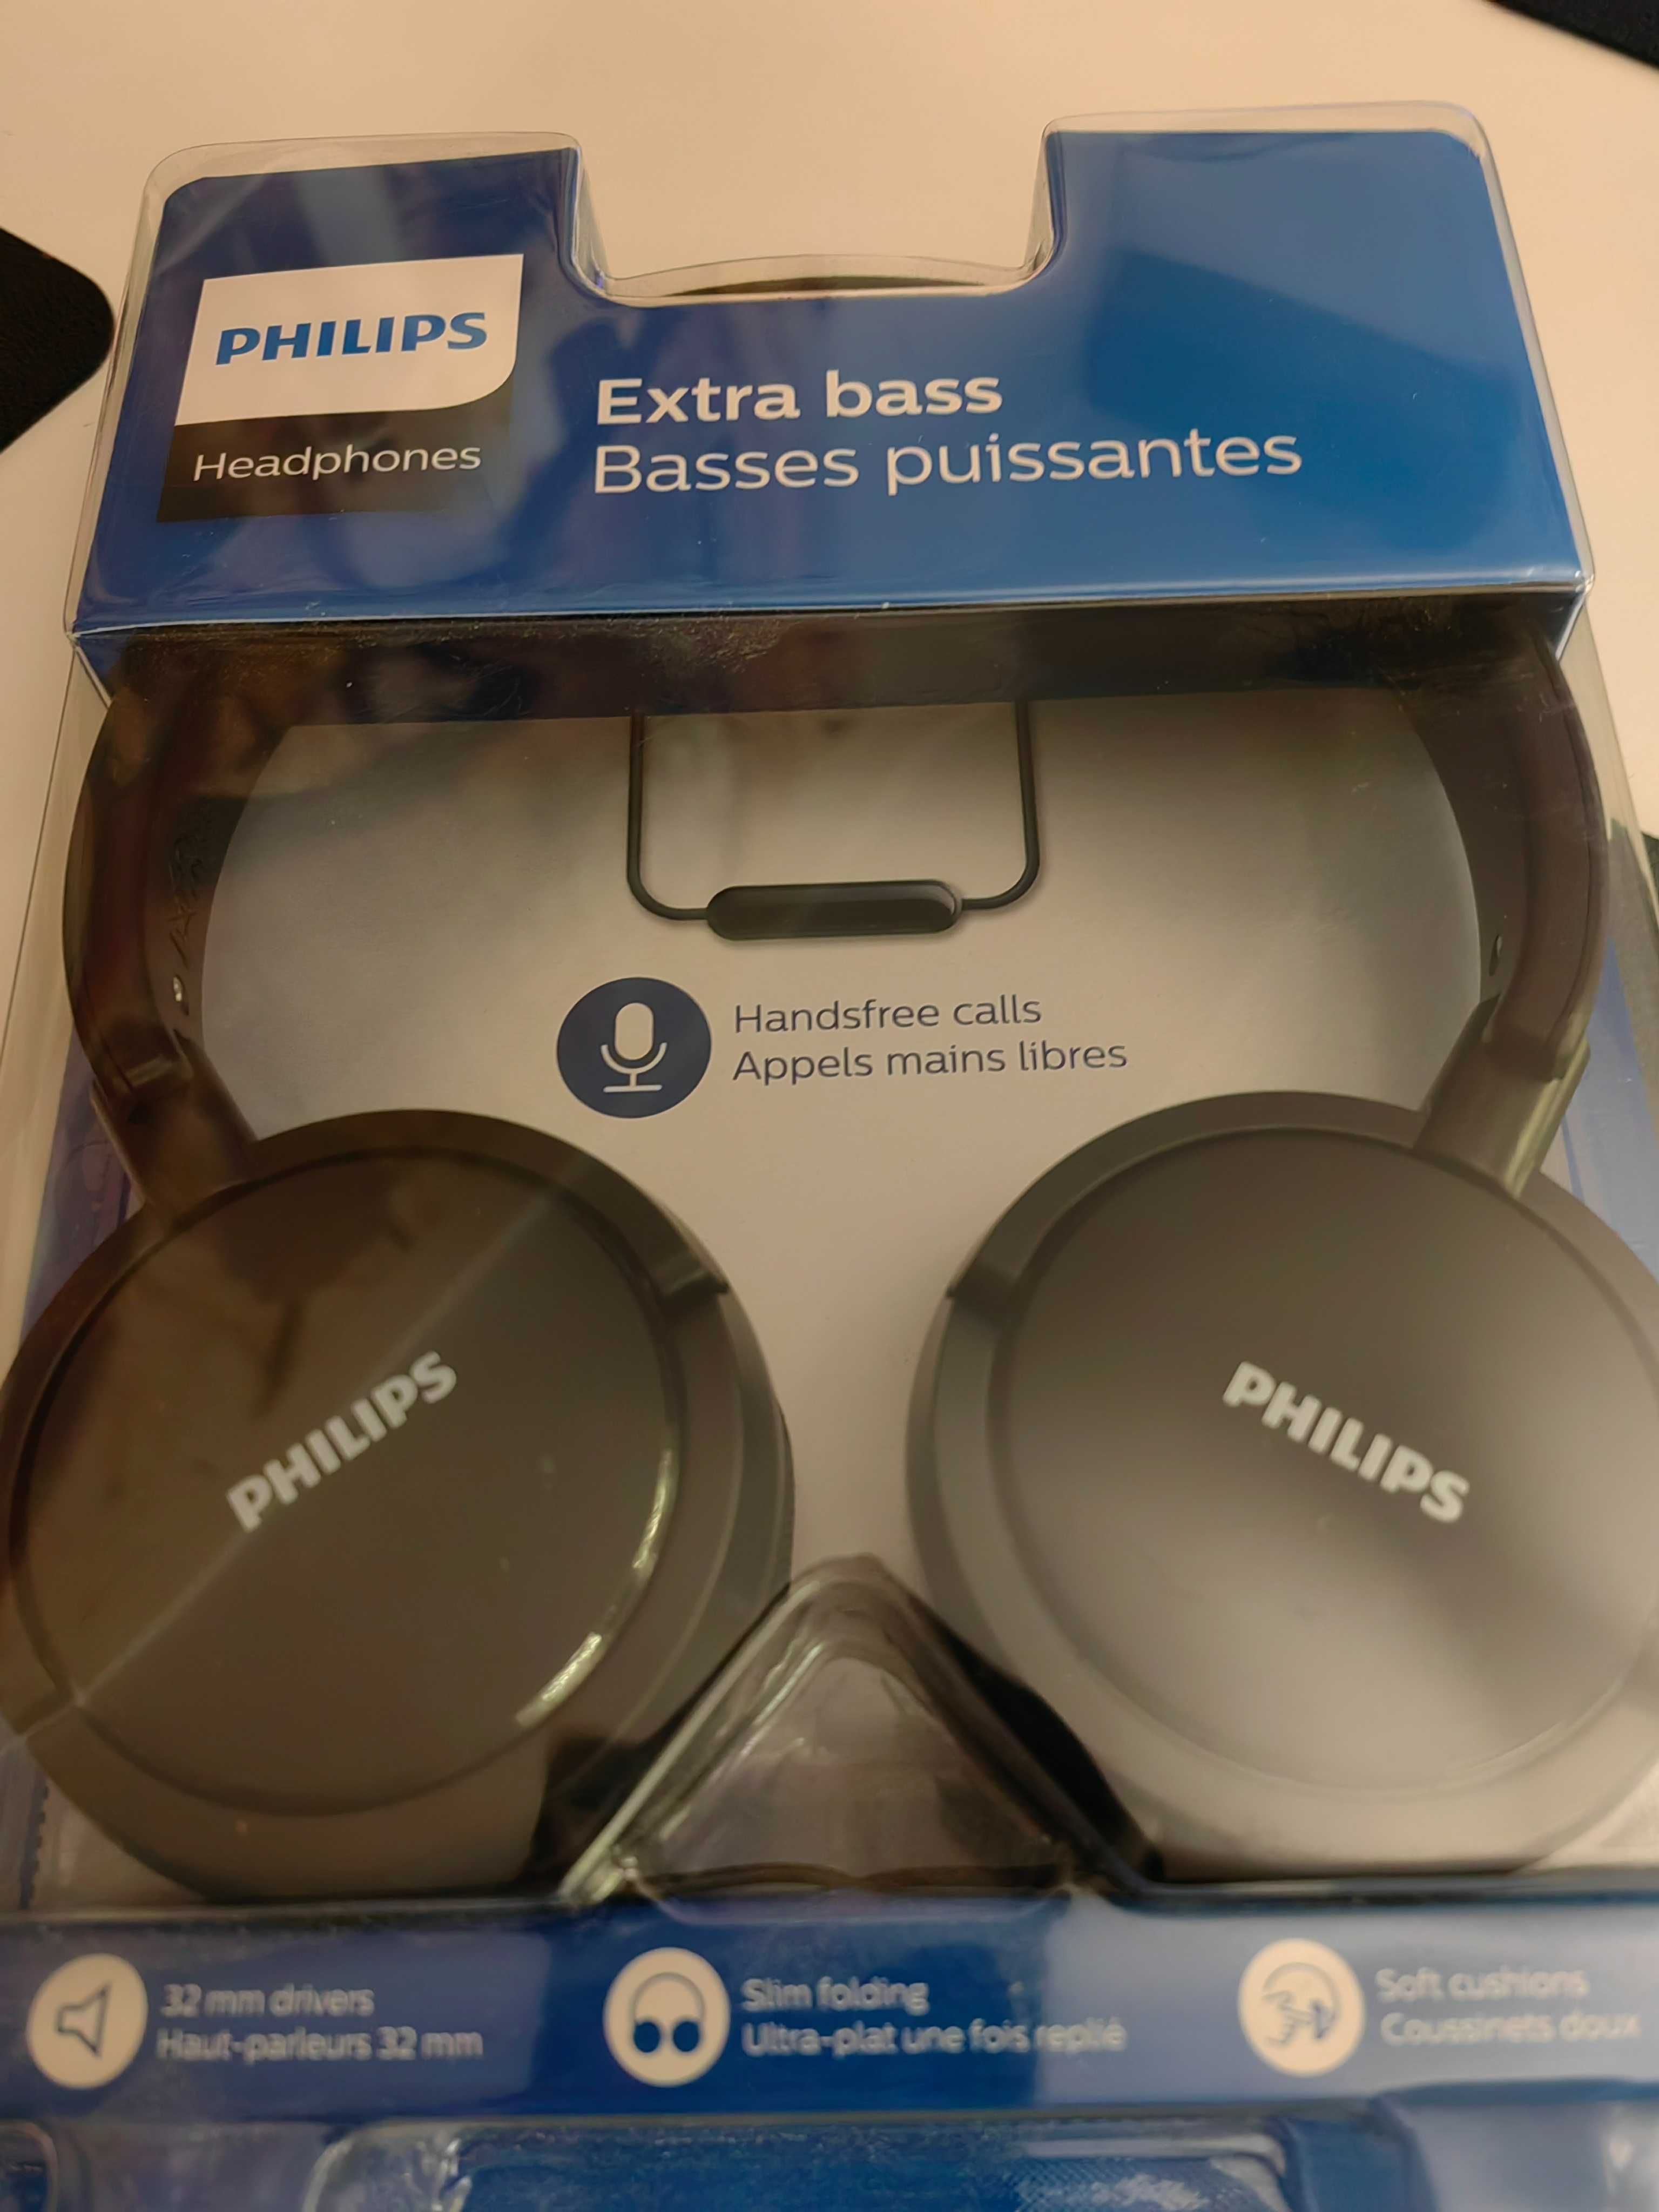 PHILIPS
Headphones
Extra bass
Basses puissantes
Handsfree calls
Appels mains libres
PHILIPS
PHILIPS
32 mm drivers
Haut-parleurs 32 mm
Slim folding
Ultra-plat une fois replié
Soft cushions
Coussinets doux